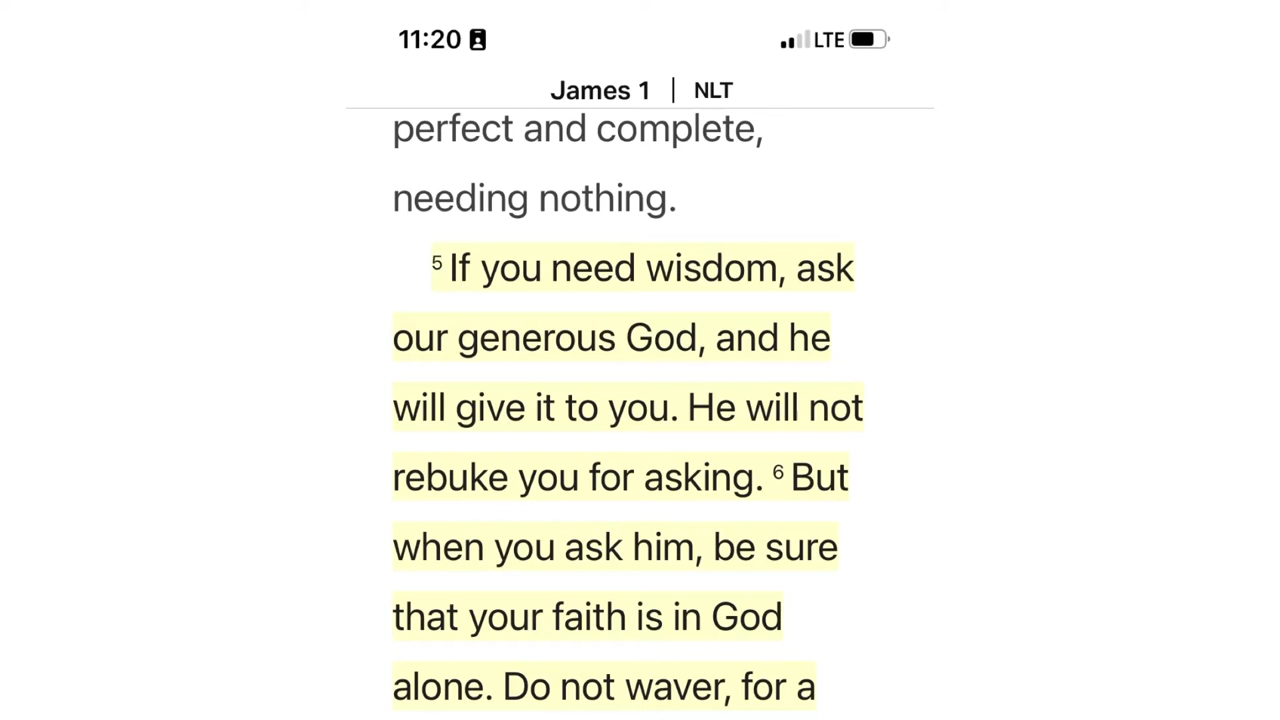 11:20 LTE
James 1 | NLT
perfect and complete,
needing nothing.
5 If you need wisdom, ask
our generous God, and he
will give it to you. He will not
rebuke you for asking. 6 But
when you ask him, be sure
that your faith is in God
alone. Do not waver, for a